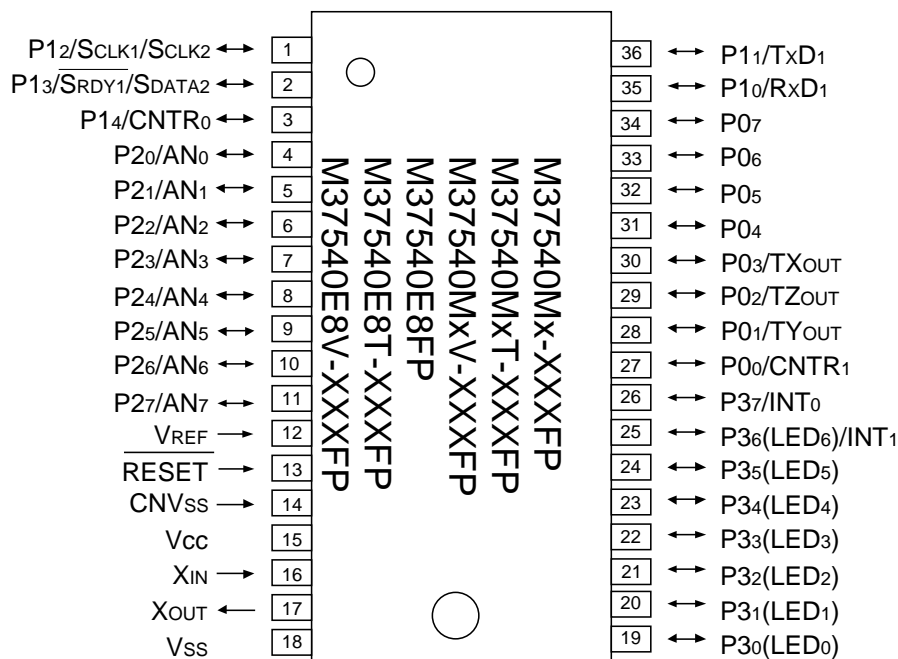 P12/SCLK1/SCLK2 1
P13/SRDY1/SDATA2 2
P14/CNTR0 3
P20/AN0 4
P21/AN1 5
P22/AN2 6
P23/AN3 7
P24/AN4 8
P25/AN5 9
P26/AN6 10
P27/AN7 11
VREF 12
RESET 13
CNVSS 14
Vcc 15
XIN 16
XOUT 17
VSS 18
M37540Mx-XXXFP
M37540MxT-XXXFP
M37540MxV-XXXFP
M37540E8FP
M37540E8T-XXXFP
M37540E8V-XXXFP
36 P11/TxD1
35 P10/RxD1
34 P07
33 P06
32 P05
31 P04
30 P03/TXOUT
29 P02/TZOUT
28 P01/TYOUT
27 P00/CNTR1
26 P37/INT0
25 P36(LED6)/INT1
24 P35(LED5)
23 P34(LED4)
22 P33(LED3)
21 P32(LED2)
20 P31(LED1)
19 P30(LED0)